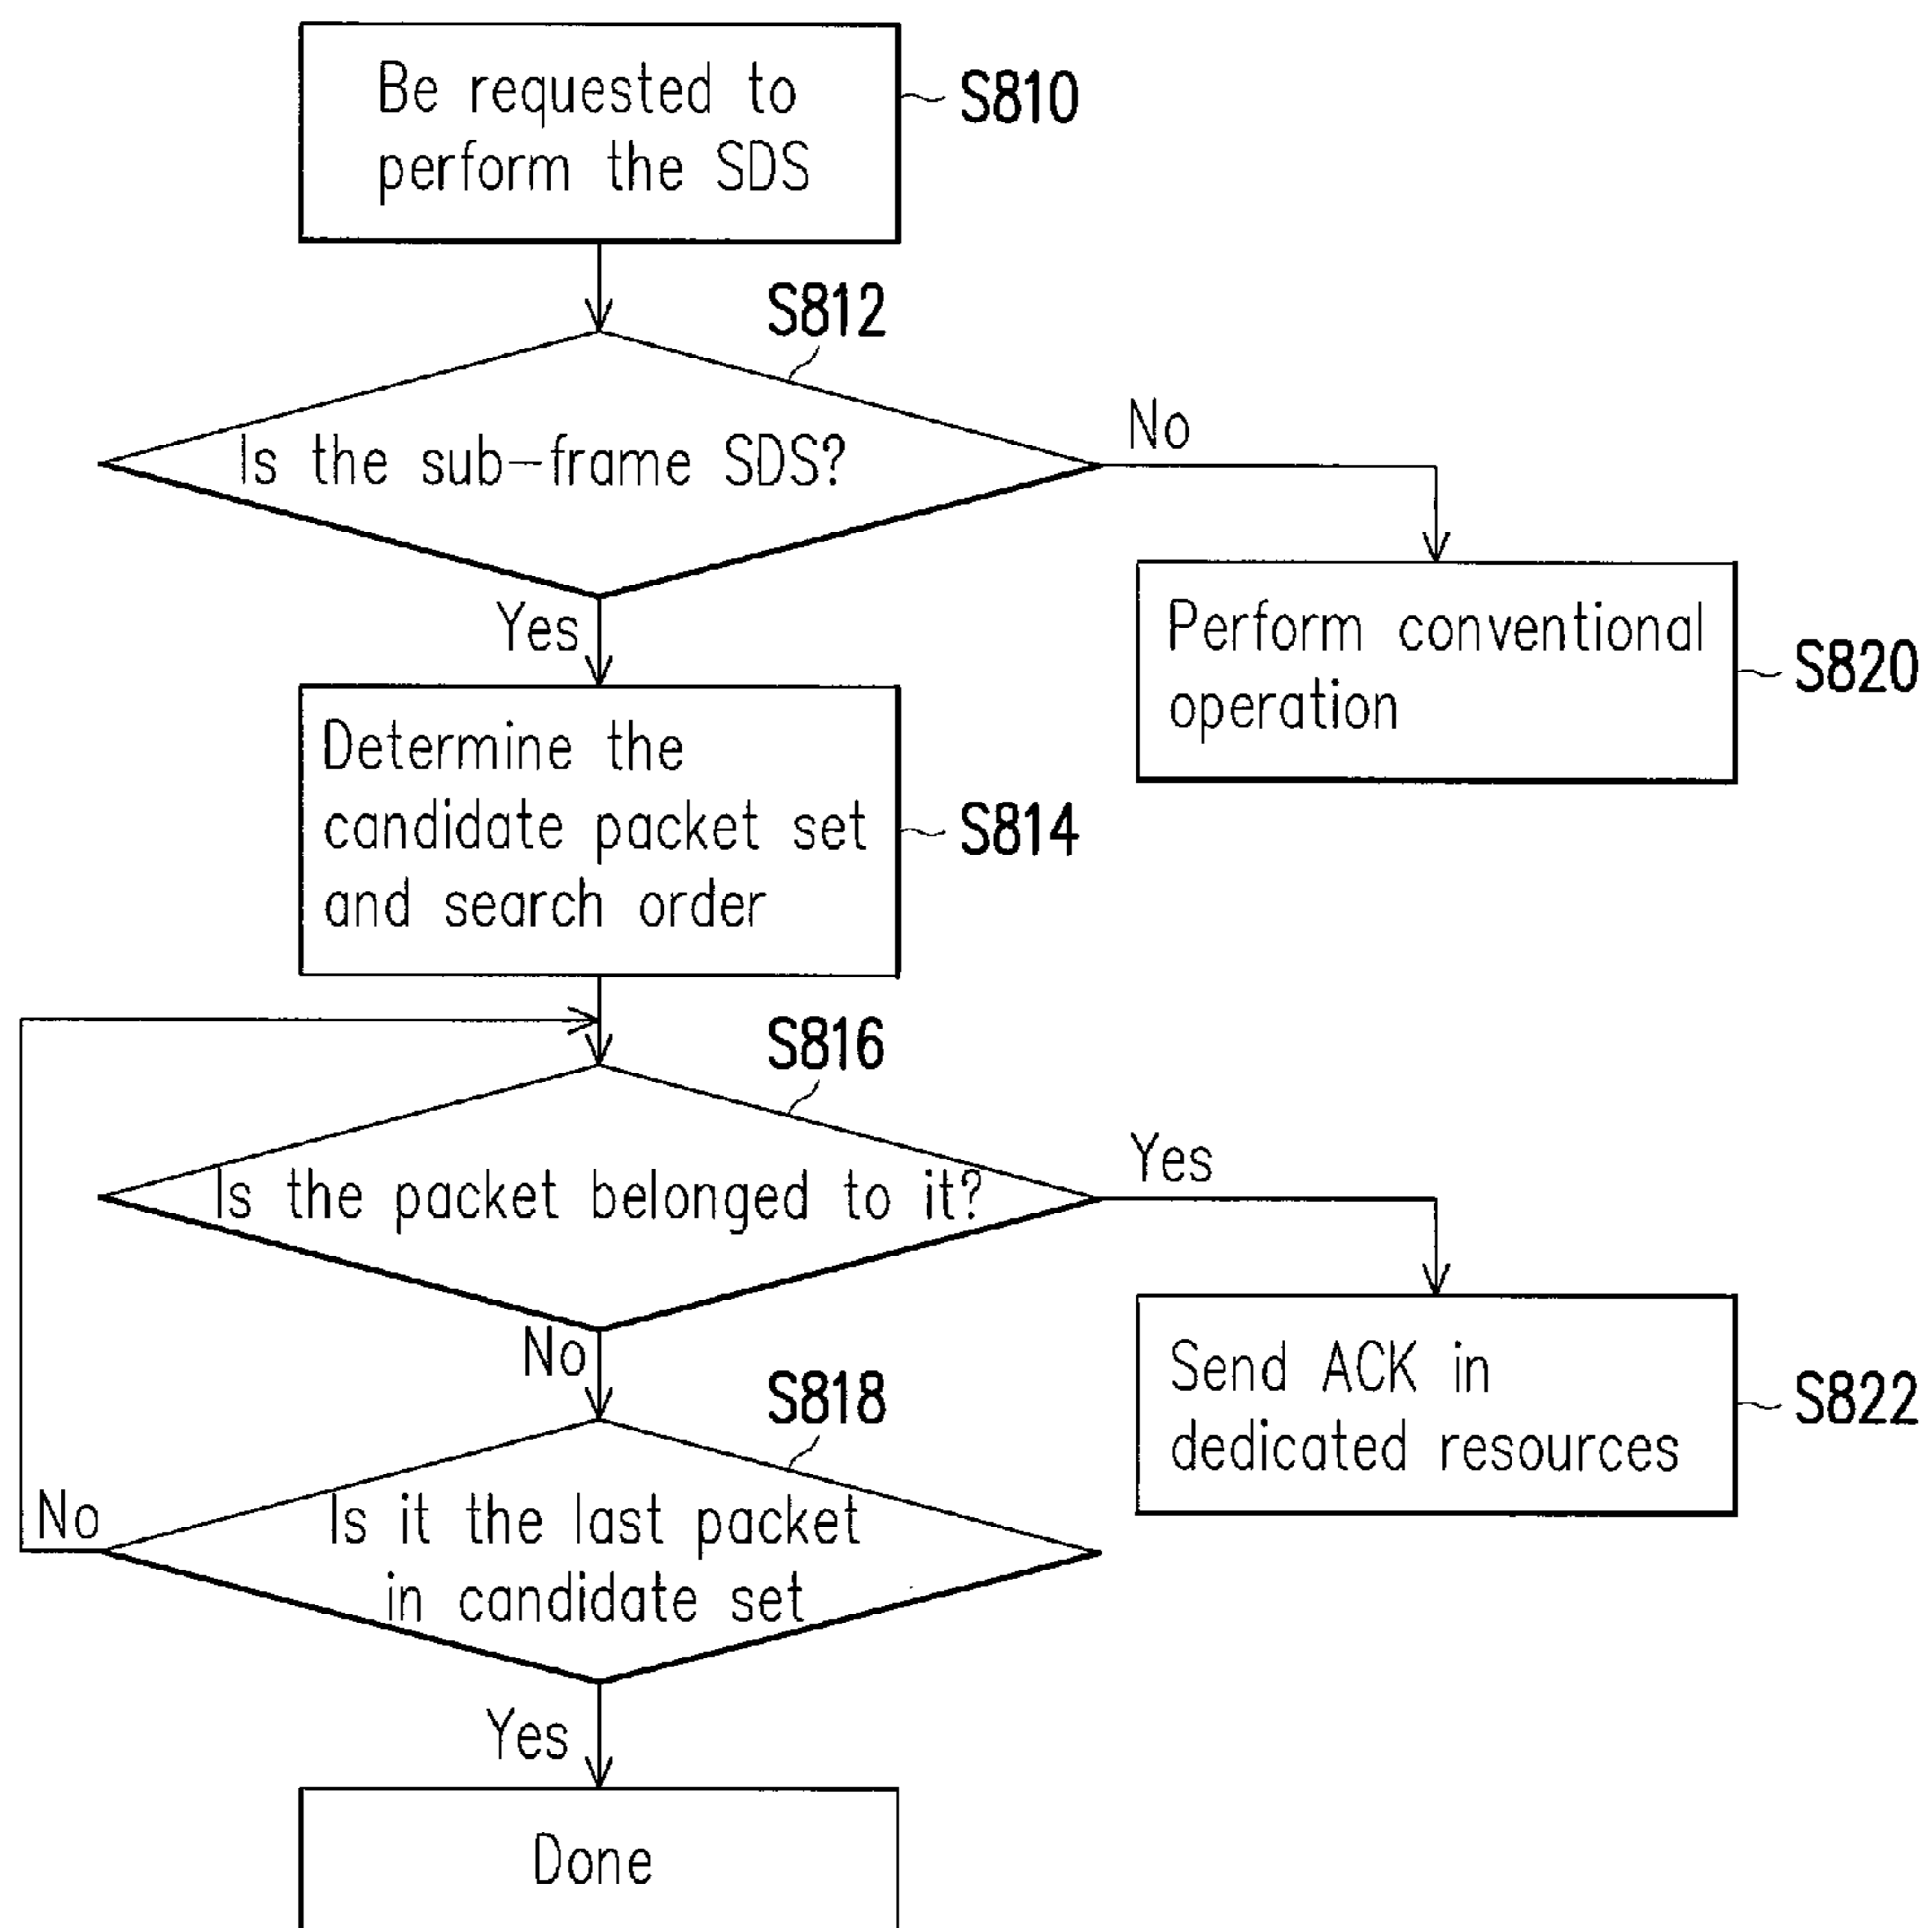 Be requested to
perform the SDS
S810
S812
Is the sub-frame SDS?
No
Yes
Perform conventional
operation
S820
Determine the
candidate packet set
and search order
S814
S816
Is the packet belonged to it?
Yes
No
Send ACK in
dedicated resources
S822
S818
Is it the last packet
in candidate set
No
Yes
Done